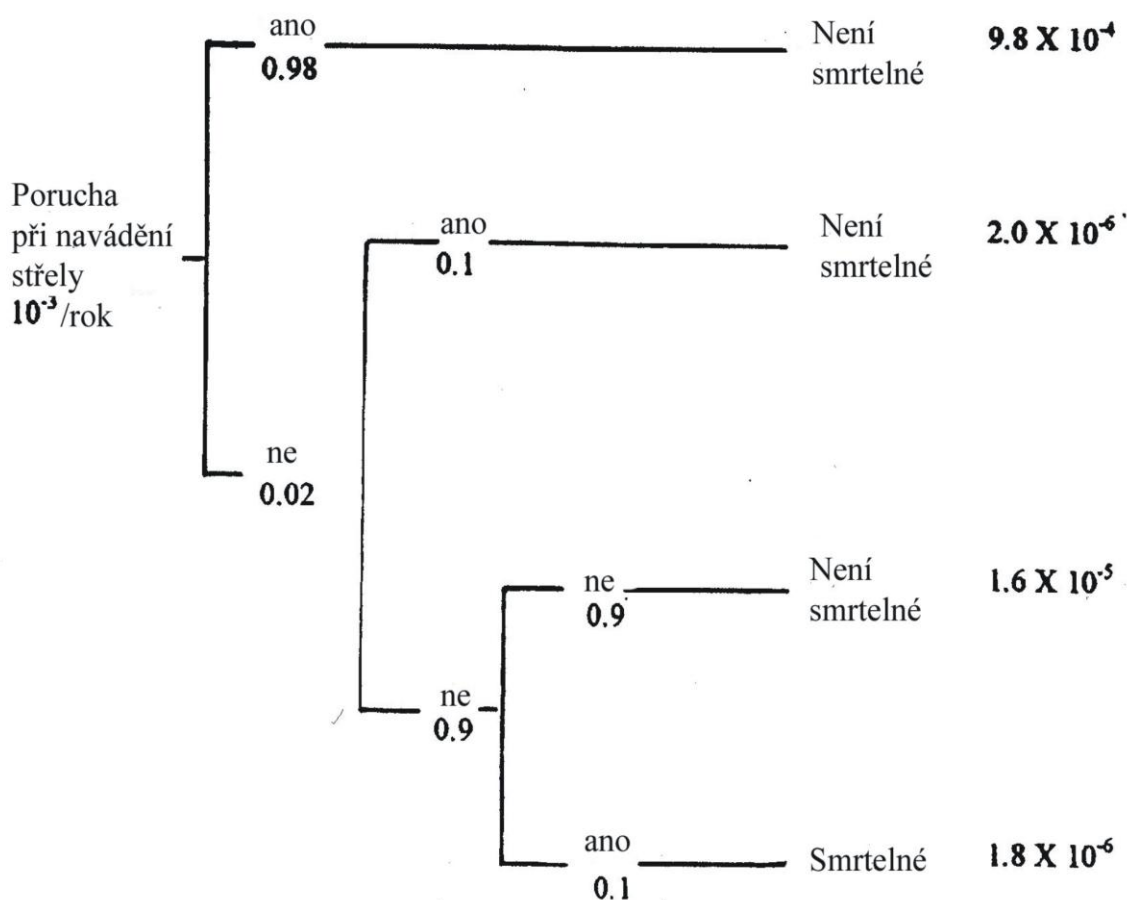 ano
0.98
Není
smrtelné
9.8 X 10⁻⁴
Porucha
při navádění
střely
10⁻³/rok
ano
0.1
Není
smrtelné
2.0 X 10⁻⁶
ne
0.02
ne
0.9
Není
smrtelné
1.6 X 10⁻⁵
ne
0.9
ano
0.1
Smrtelné
1.8 X 10⁻⁶